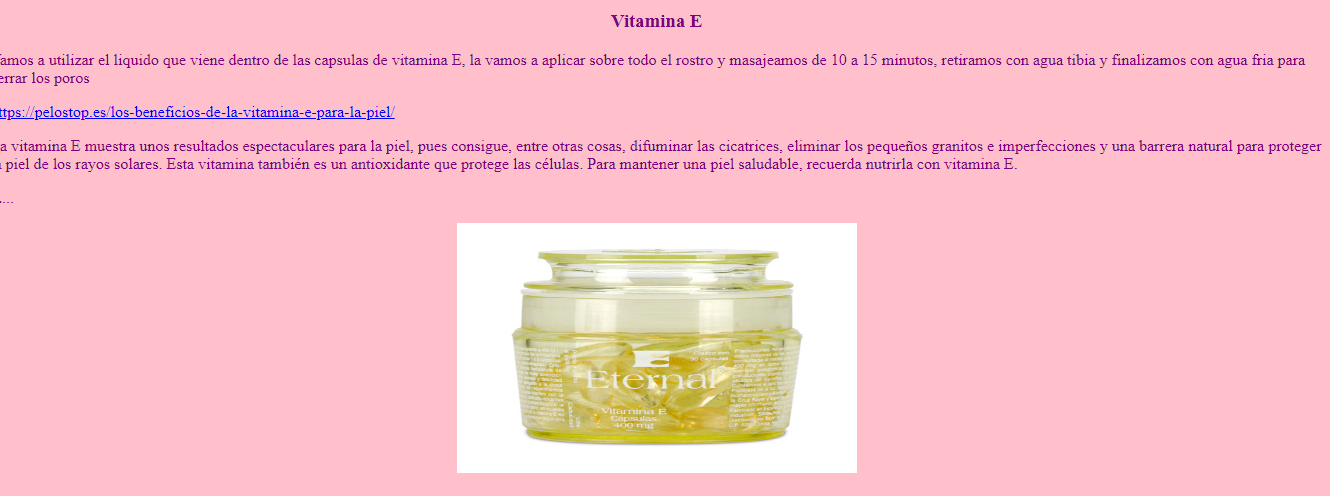 Vitamina E
amos a utilizar el liquido que viene dentro de las capsulas de vitamina E, la vamos a aplicar sobre todo el rostro y masajeamos de 10 a 15 minutos, retiramos con agua tibia y finalizamos con agua fria para
errar los poros
ttps://pelostop.es/los-beneficios-de-la-vitamina-e-para-la-piel/
a vitamina E muestra unos resultados espectaculares para la piel, pues consigue, entre otras cosas, difuminar las cicatrices, eliminar los pequeños granitos e imperfecciones y una barrera natural para proteger
piel de los rayos solares. Esta vitamina también es un antioxidante que protege las células. Para mantener una piel saludable, recuerda nutrirla con vitamina E.
....
Eternal
Vitamina E
Cápsulas
400 mg